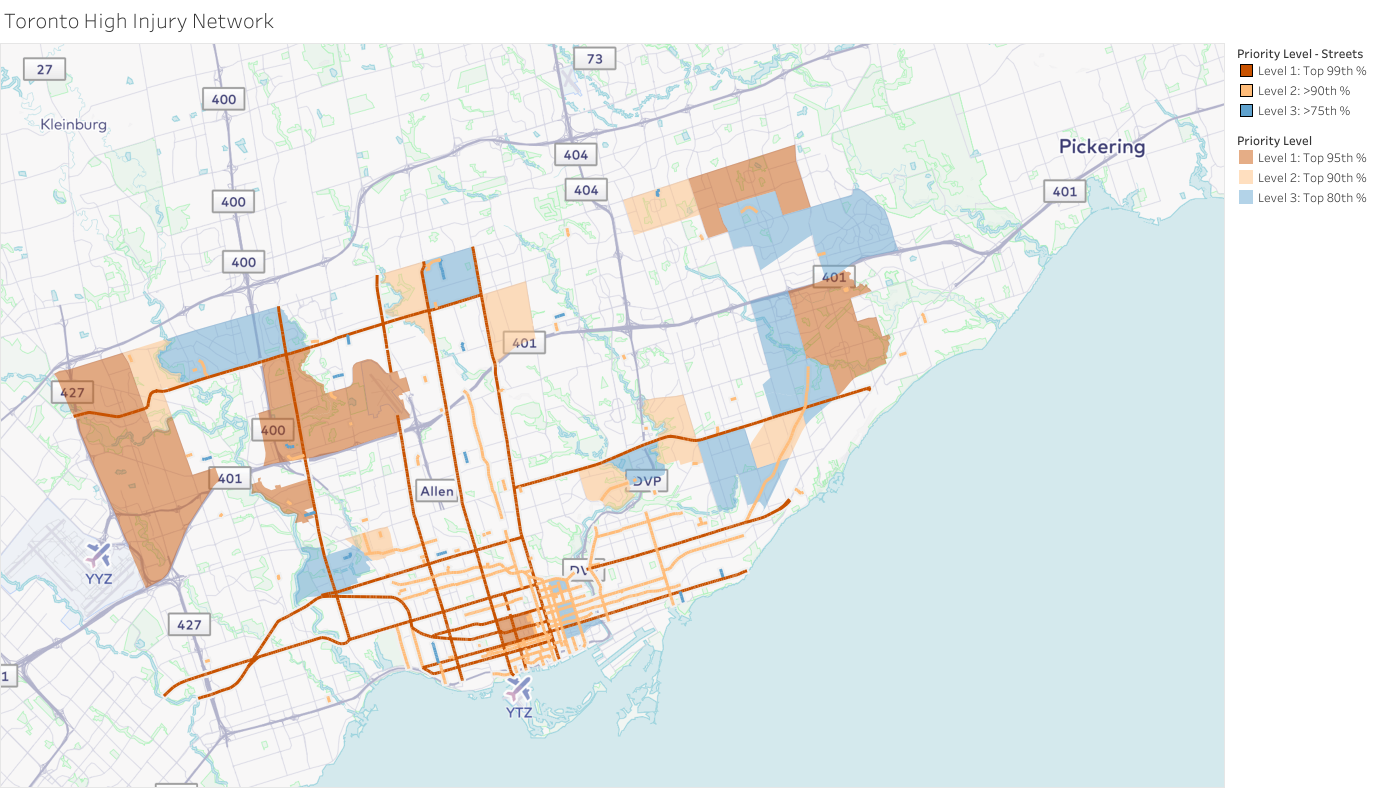 Toronto High Injury Network
Priority Level - Streets
Level 1: Top 99th %
Level 2: >90th %
Level 3: >75th %
Priority Level
Level 1: Top 95th %
Level 2: Top 90th %
Level 3: Top 80th %
27
73
400
Kleinburg
Pickering
404
404
401
400
400
401
401
427
400
401
Allen
DVP
YYZ
DV
427
1
YTZ